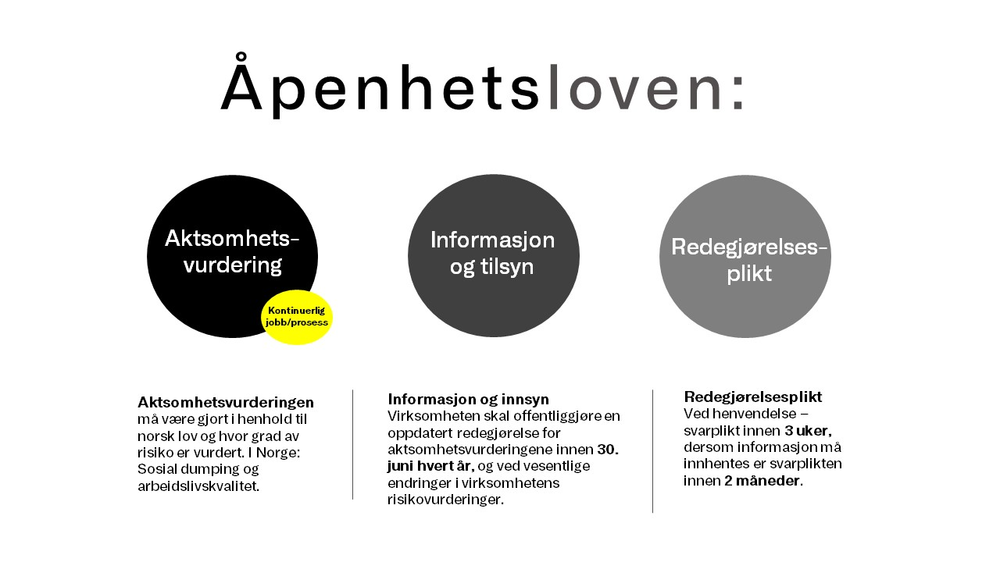 Åpenhetsloven:
Aktsomhets-
vurdering
Kontinuerlig
jobb/prosess
Informasjon
og tilsyn
Redegjørelses-
plikt
Aktsomhetsvurderingen
må være gjort i henhold til
norsk lov og hvor grad av
risiko er vurdert. I Norge:
Sosial dumping og
arbeidslivskvalitet.
Informasjon og innsyn
Virksomheten skal offentliggjøre en
oppdatert redegjørelse for
aktsomhetsvurderingene innen 30.
juni hvert år, og ved vesentlige
endringer i virksomhetens
risikovurderinger.
Redegjørelsesplikt
Ved henvendelse –
svarplikt innen 3 uker,
dersom informasjon må
innhentes er svarplikten
innen 2 måneder.